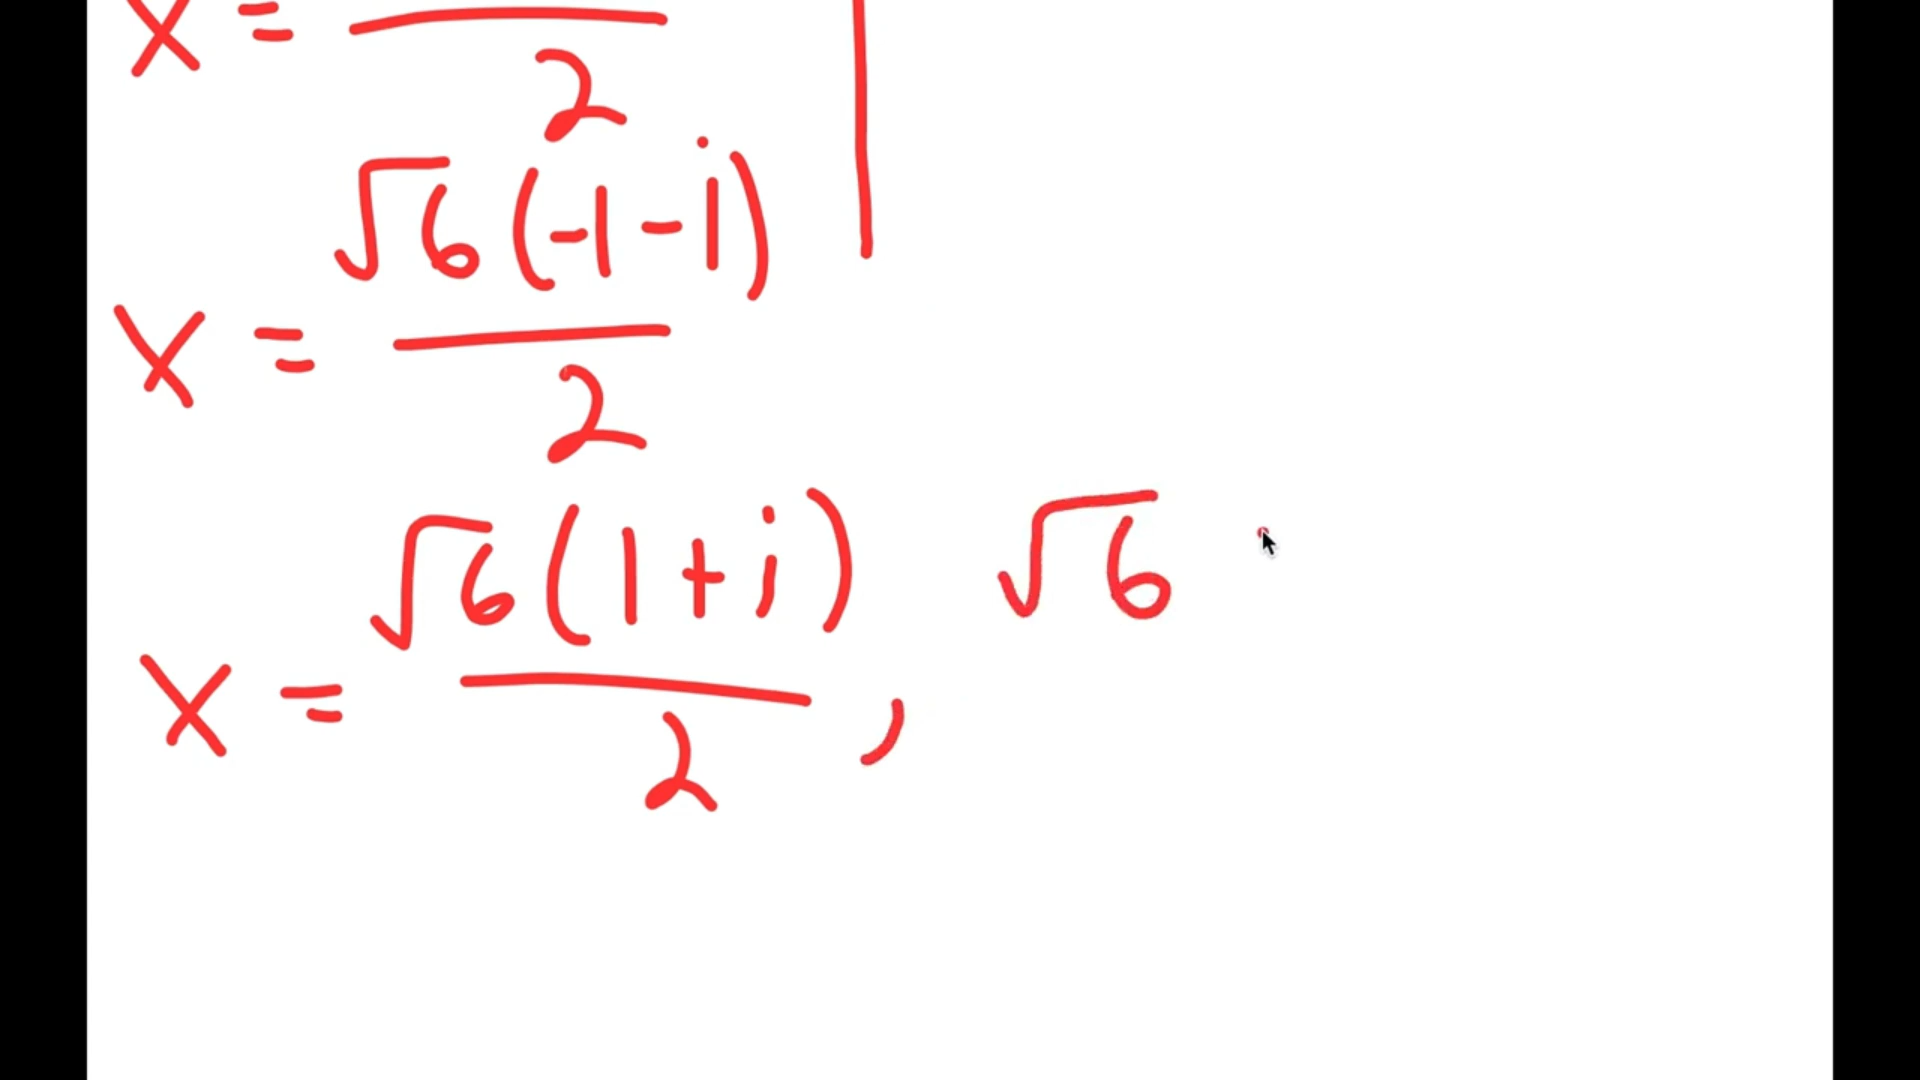 x = ―/2
x = √6(-1-i)/2
x = √6(1+i)/2 , √6